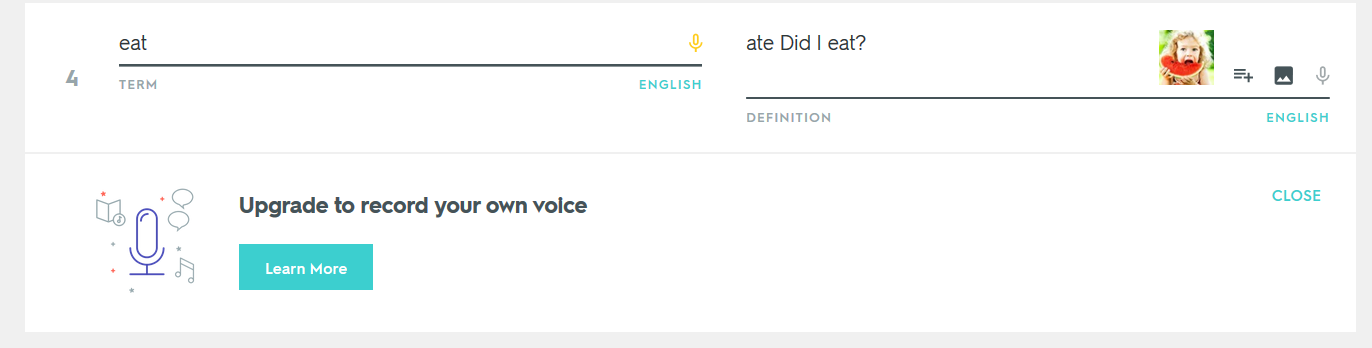 4
eat
TERM
ENGLISH
ate Did I eat?
DEFINITION
ENGLISH
Upgrade to record your own voice
CLOSE
Learn More